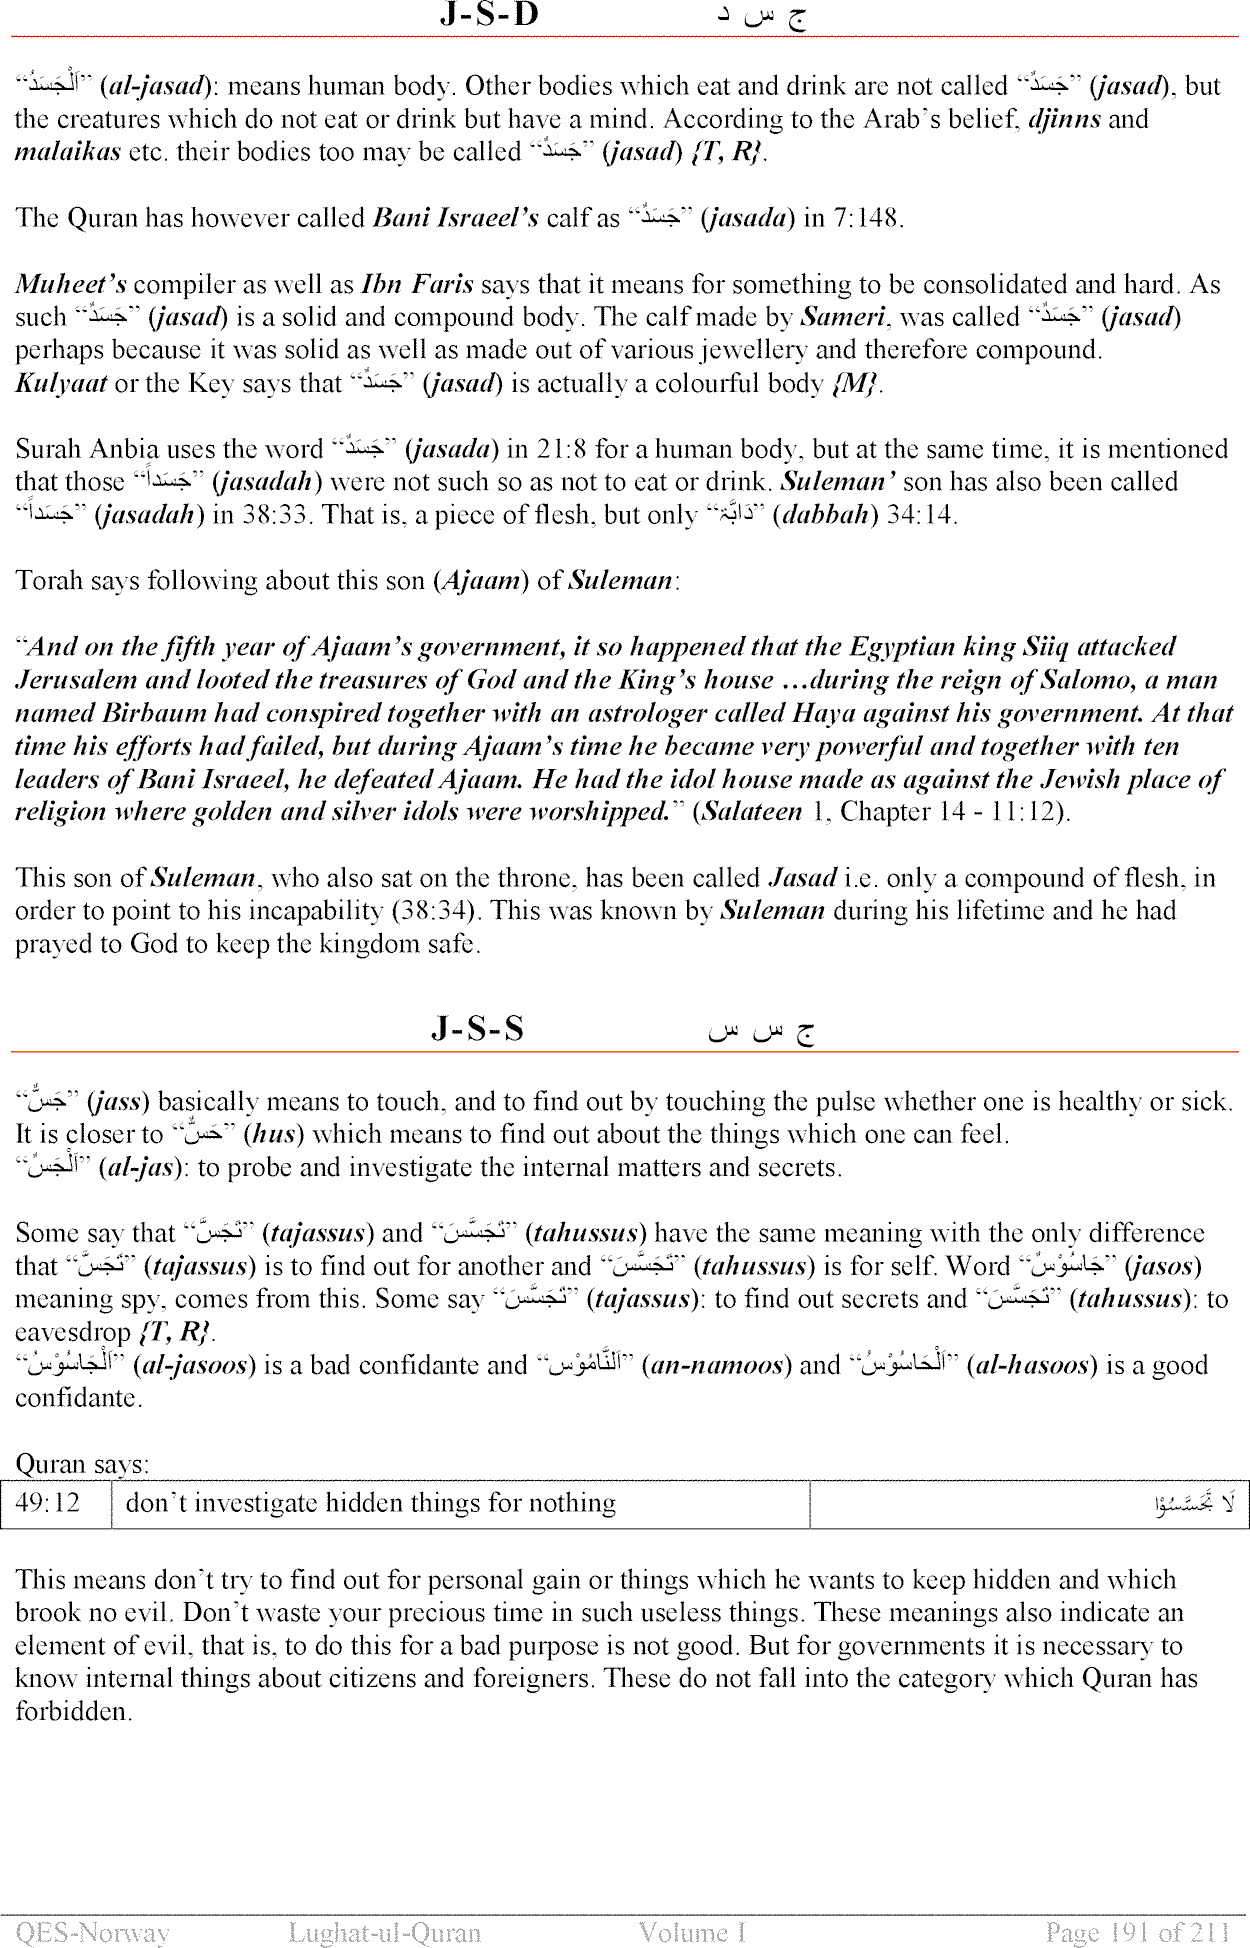 J-S-D ج س د
“اَلْجَسَدُ” (al-jasad): means human body. Other bodies which eat and drink are not called “جَسَدٌ” (jasad), but
the creatures which do not eat or drink but have a mind. According to the Arab’s belief, djinns and
malaikas etc. their bodies too may be called “جَسَدٌ” (jasad) {T, R}.
The Quran has however called Bani Israeel’s calf as “جَسَدٌ” (jasada) in 7:148.
Muheet’s compiler as well as Ibn Faris says that it means for something to be consolidated and hard. As
such “جَسَدٌ” (jasad) is a solid and compound body. The calf made by Sameri, was called “جَسَدٌ” (jasad)
perhaps because it was solid as well as made out of various jewellery and therefore compound.
Kulyaat or the Key says that “جَسَدٌ” (jasad) is actually a colourful body {M}.
Surah Anbia uses the word “جَسَدٌ” (jasada) in 21:8 for a human body, but at the same time, it is mentioned
that those “جَسَداً” (jasadah) were not such so as not to eat or drink. Suleman’ son has also been called
“جَسَداً” (jasadah) in 38:33. That is, a piece of flesh, but only “دَابَّة” (dabbah) 34:14.
Torah says following about this son (Ajaam) of Suleman:
“And on the fifth year of Ajaam’s government, it so happened that the Egyptian king Siiq attacked
Jerusalem and looted the treasures of God and the King’s house …during the reign of Salomo, a man
named Birbaum had conspired together with an astrologer called Haya against his government. At that
time his efforts had failed, but during Ajaam’s time he became very powerful and together with ten
leaders of Bani Israeel, he defeated Ajaam. He had the idol house made as against the Jewish place of
religion where golden and silver idols were worshipped.” (Salateen 1, Chapter 14 - 11:12).
This son of Suleman, who also sat on the throne, has been called Jasad i.e. only a compound of flesh, in
order to point to his incapability (38:34). This was known by Suleman during his lifetime and he had
prayed to God to keep the kingdom safe.
J-S-S ج س س
“جَسٌّ” (jass) basically means to touch, and to find out by touching the pulse whether one is healthy or sick.
It is closer to “حَسٌّ” (hus) which means to find out about the things which one can feel.
“اَلْجَسُّ” (al-jas): to probe and investigate the internal matters and secrets.
Some say that “تَجَسَّ” (tajassus) and “تَجَسَّسَ” (tahussus) have the same meaning with the only difference
that “تَجَسَّ” (tajassus) is to find out for another and “تَجَسَّسَ” (tahussus) is for self. Word “جَاسُوْسٌ” (jasos)
meaning spy, comes from this. Some say “تَجَسَّسَ” (tajassus): to find out secrets and “تَجَسَّسَ” (tahussus): to
eavesdrop {T, R}.
“اَلْجَاسُوْسُ” (al-jasoos) is a bad confidante and “اَلنَّامُوْس” (an-namoos) and “اَلْحَاسُوْسُ” (al-hasoos) is a good
confidante.
Quran says:
49:12 don’t investigate hidden things for nothing لَا تَجَسَّسُوْا
This means don’t try to find out for personal gain or things which he wants to keep hidden and which
brook no evil. Don’t waste your precious time in such useless things. These meanings also indicate an
element of evil, that is, to do this for a bad purpose is not good. But for governments it is necessary to
know internal things about citizens and foreigners. These do not fall into the category which Quran has
forbidden.
QES-Norway Lughat-ul-Quran Volume I Page 191 of 211